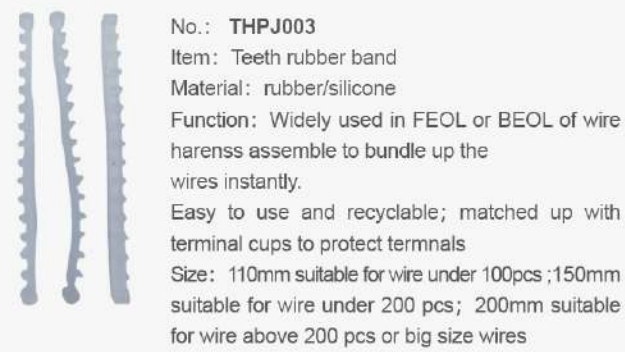 No.: THPJ003
Item: Teeth rubber band
Material: rubber/silicone
Function: Widely used in FEOL or BEOL of wire
harenss assemble to bundle up the
wires instantly.
Easy to use and recyclable; matched up with
terminal cups to protect termnals
Size: 110mm suitable for wire under 100pcs ;150mm
suitable for wire under 200 pcs; 200mm suitable
for wire above 200 pcs or big size wires